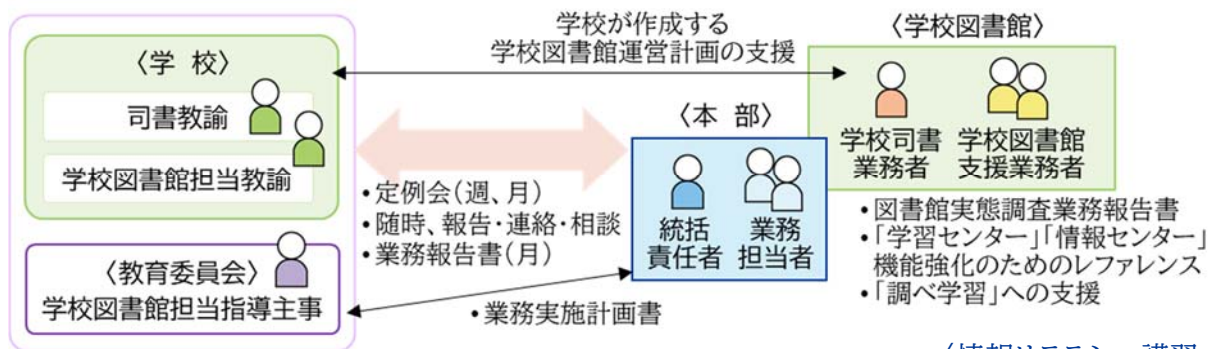 〈学 校〉
司書教諭
学校図書館担当教諭
〈教育委員会〉
学校図書館担当指導主事
学校が作成する
学校図書館運営計画の支援
•定例会（週、月）
•随時、報告・連絡・相談
•業務報告書（月）
•業務実施計画書
〈本 部〉
統括
責任者
業務
担当者
〈学校図書館〉
学校司書
業務者
学校図書館
支援業務者
•図書館実態調査業務報告書
•「学習センター」「情報センター」
機能強化のためのレファレンス
•「調べ学習」への支援